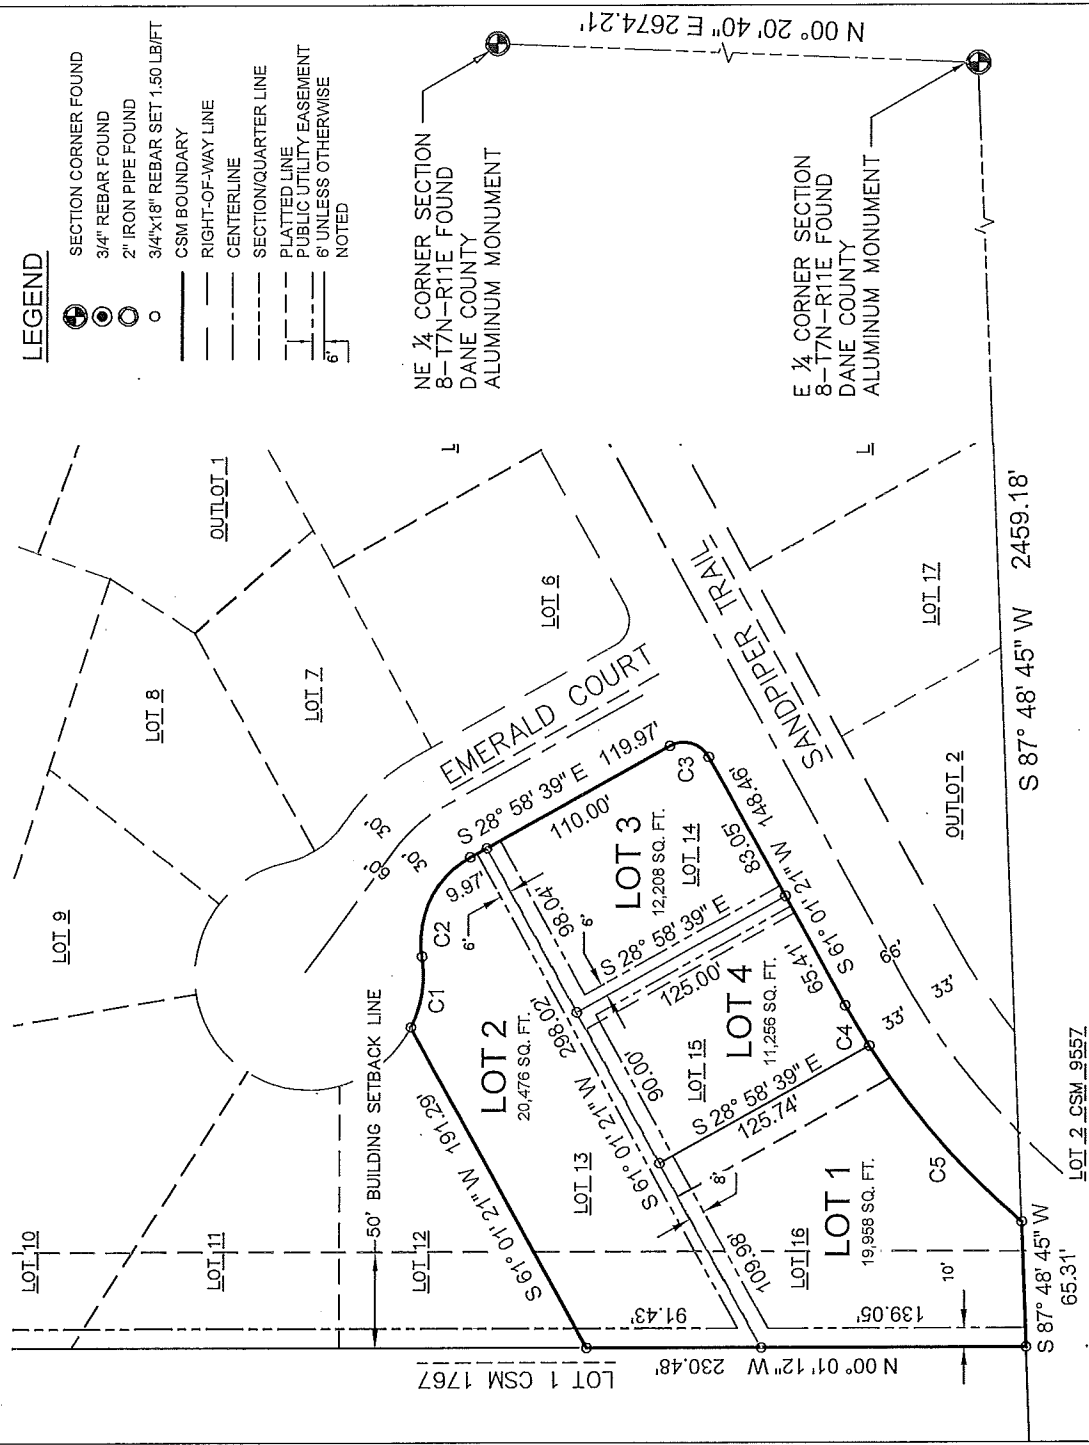 LEGEND
SECTION CORNER FOUND
3/4" REBAR FOUND
2" IRON PIPE FOUND
3/4"x18" REBAR SET 1.50 LB/FT
CSM BOUNDARY
RIGHT-OF-WAY LINE
CENTERLINE
SECTION/QUARTER LINE
PLATTED LINE
PUBLIC UTILITY EASEMENT
6' UNLESS OTHERWISE
NOTED
6'
NE ¼ CORNER SECTION
8-T7N-R11E FOUND
DANE COUNTY
ALUMINUM MONUMENT
N 00° 20' 40" E 2674.21'
E ¼ CORNER SECTION
8-T7N-R11E FOUND
DANE COUNTY
ALUMINUM MONUMENT
S 87° 48' 45" W 2459.18'
OUTLOT 1
L
LOT 6
LOT 7
LOT 8
LOT 9
LOT 10
LOT 11
LOT 12
50' BUILDING SETBACK LINE
EMERALD COURT
60'
30'
30'
SANDPIPER TRAIL
L
LOT 17
OUTLOT 2
66'
33'
33'
LOT 2 CSM 9557
LOT 1 CSM 1767
C1
C2
C3
C4
C5
S 28° 58' 39" E 119.97'
9.97'
110.00'
6'
LOT 2
20,476 SQ. FT.
LOT 13
S 61° 01' 21" W 191.29'
S 61° 01' 21" W 298.02'
98.04'
90.00'
109.98'
LOT 3
12,208 SQ. FT.
LOT 14
6'
83.05'
S 61° 01' 21" W 148.46'
65.41'
S 28° 58' 39" E
125.00'
LOT 4
11,256 SQ. FT.
LOT 15
S 28° 58' 39" E
125.74'
8'
LOT 1
19,958 SQ. FT.
LOT 16
91.43'
139.05'
10'
N 00° 01' 12" W 230.48'
S 87° 48' 45" W
65.31'